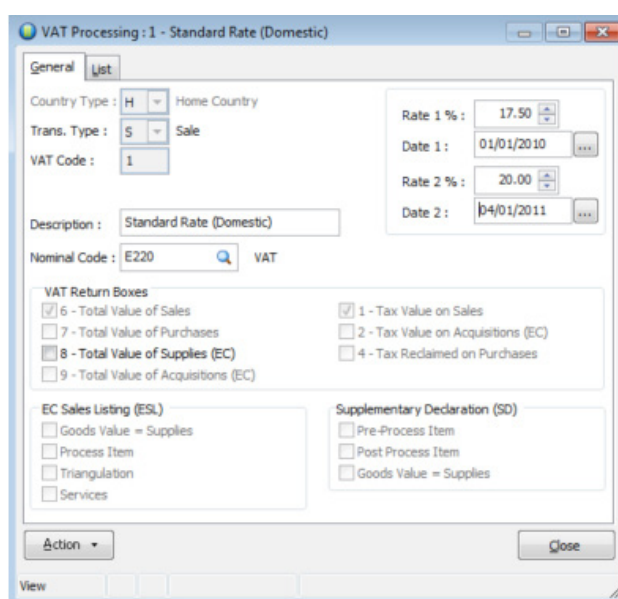 VAT Processing : 1 - Standard Rate (Domestic)
General List
Country Type : H Home Country
Trans. Type : S Sale
VAT Code : 1
Rate 1 % : 17.50
Date 1 : 01/01/2010 ...
Rate 2 % : 20.00
Date 2 : 04/01/2011 ...
Description : Standard Rate (Domestic)
Nominal Code : E220 VAT
VAT Return Boxes
6 - Total Value of Sales
7 - Total Value of Purchases
8 - Total Value of Supplies (EC)
9 - Total Value of Acquisitions (EC)
1 - Tax Value on Sales
2 - Tax Value on Acquisitions (EC)
4 - Tax Reclaimed on Purchases
EC Sales Listing (ESL)
Goods Value = Supplies
Process Item
Triangulation
Services
Supplementary Declaration (SD)
Pre-Process Item
Post Process Item
Goods Value = Supplies
Action
Close
View